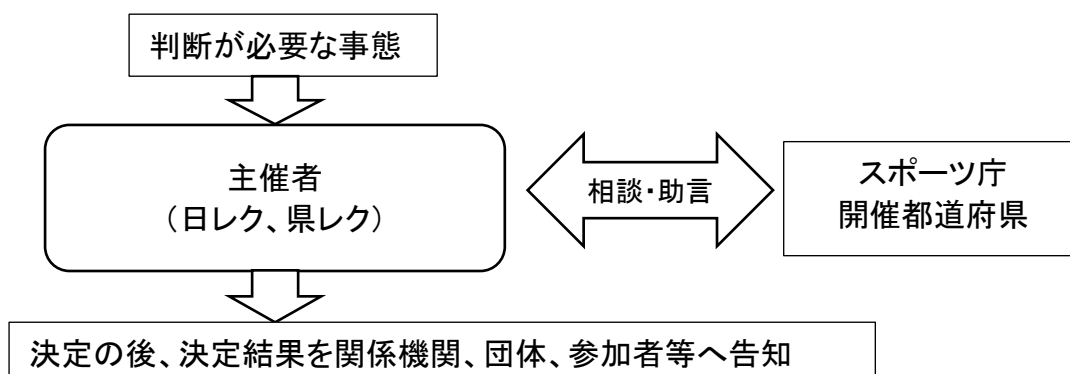 判断が必要な事態
主催者
（日レク、県レク）
相談・助言
スポーツ庁
開催都道府県
決定の後、決定結果を関係機関、団体、参加者等へ告知